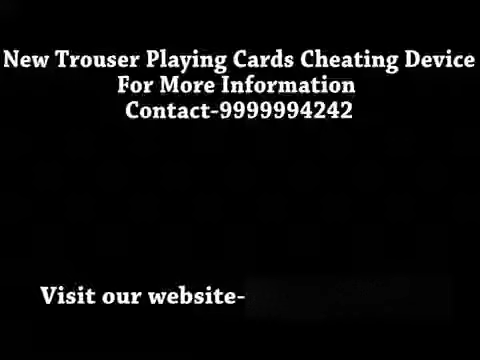 New Trouser Playing Cards Cheating Device
For More Information
Contact-9999994242
Visit our website-